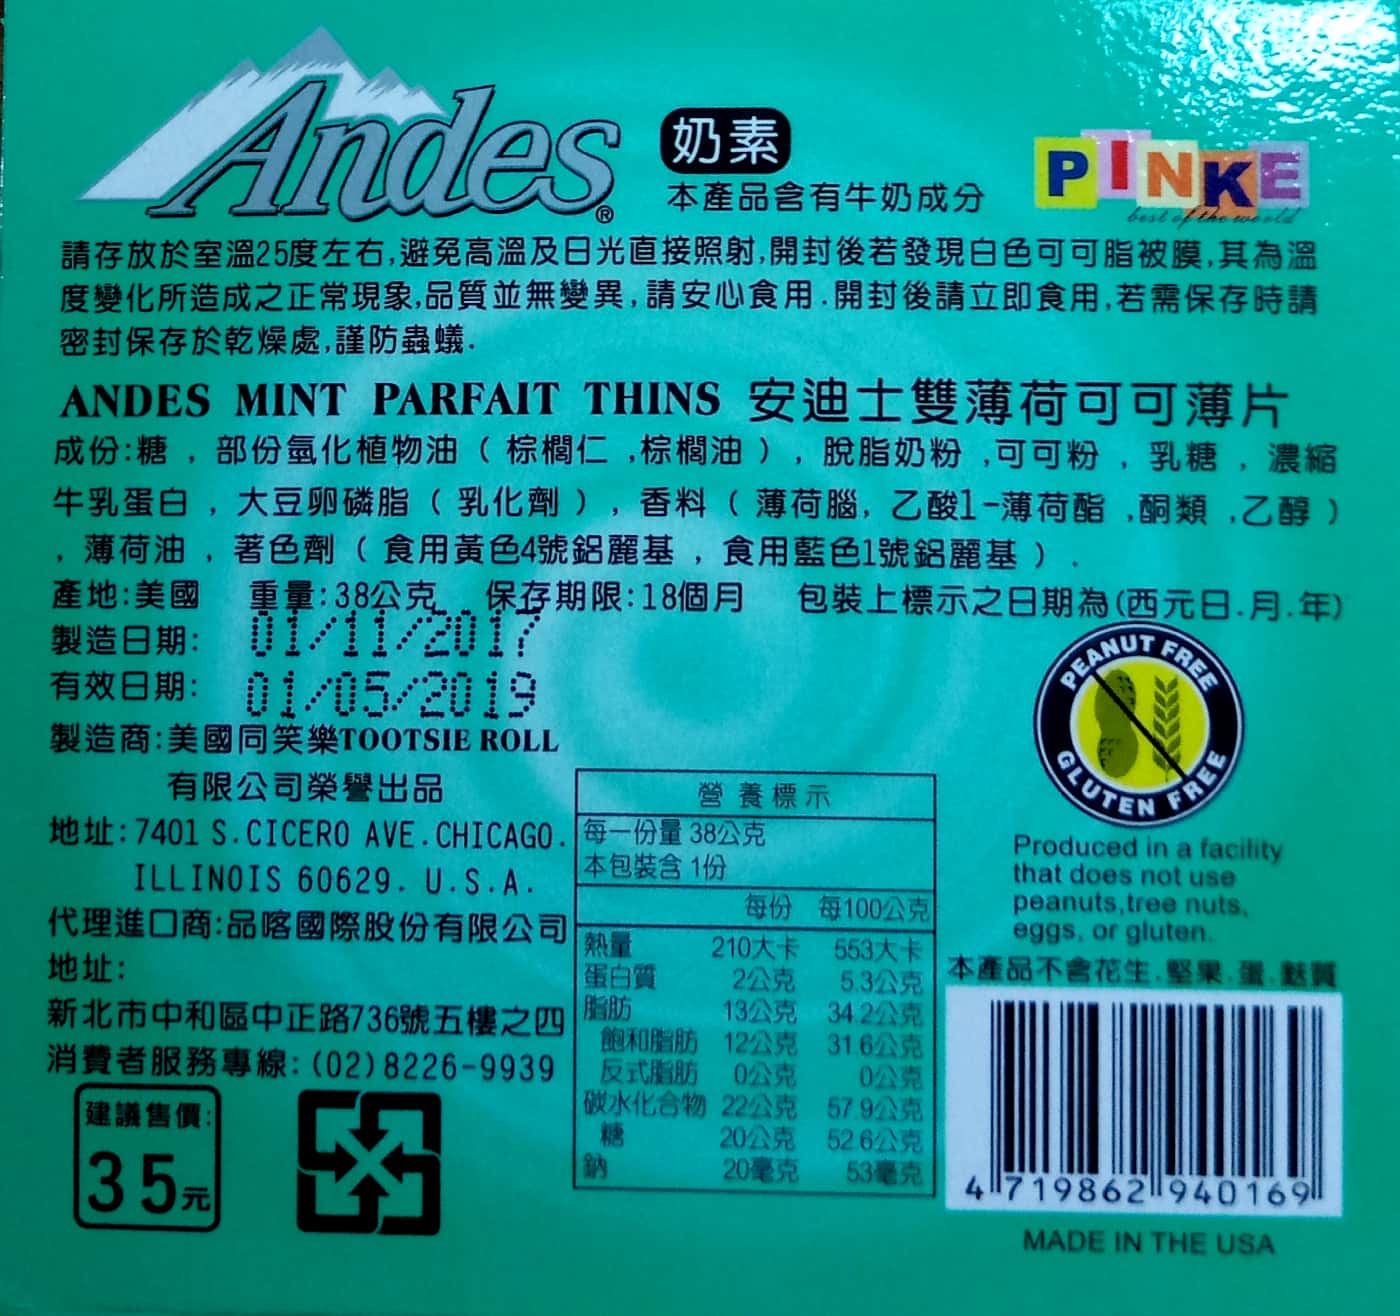 Andes®
奶素
本產品含有牛奶成分
PINKE
best of the world
請存放於室溫25度左右,避免高溫及日光直接照射,開封後若發現白色可可脂被膜,其為溫
度變化所造成之正常現象,品質並無變異,請安心食用.開封後請立即食用,若需保存時請
密封保存於乾燥處,謹防蟲蟻.
ANDES MINT PARFAIT THINS 安迪士雙薄荷可可薄片
成份:糖,部份氫化植物油(棕櫚仁,棕櫚油),脫脂奶粉,可可粉,乳糖,濃縮
牛乳蛋白,大豆卵磷脂(乳化劑),香料(薄荷腦,乙酸1-薄荷酯,酮類,乙醇)
,薄荷油,著色劑(食用黃色4號鋁麗基,食用藍色1號鋁麗基).
產地:美國 重量:38公克 保存期限:18個月 包裝上標示之日期為(西元日.月.年)
製造日期: 01/11/2017
有效日期: 01/05/2019
製造商:美國同笑樂TOOTSIE ROLL
有限公司榮譽出品
地址:7401 S.CICERO AVE.CHICAGO.
ILLINOIS 60629. U.S.A.
代理進口商:品喀國際股份有限公司
地址:
新北市中和區中正路736號五樓之四
消費者服務專線:(02)8226-9939
建議售價:
35元
營養標示
每一份量 38公克
本包裝含 1份
每份 每100公克
熱量 210大卡 553大卡
蛋白質 2公克 5.3公克
脂肪 13公克 34.2公克
飽和脂肪 12公克 31.6公克
反式脂肪 0公克 0公克
碳水化合物 22公克 57.9公克
糖 20公克 52.6公克
鈉 20毫克 53毫克
PEANUT FREE
GLUTEN FREE
Produced in a facility
that does not use
peanuts,tree nuts,
eggs, or gluten.
本產品不含花生.堅果.蛋.麩質
4 719862 940169
MADE IN THE USA